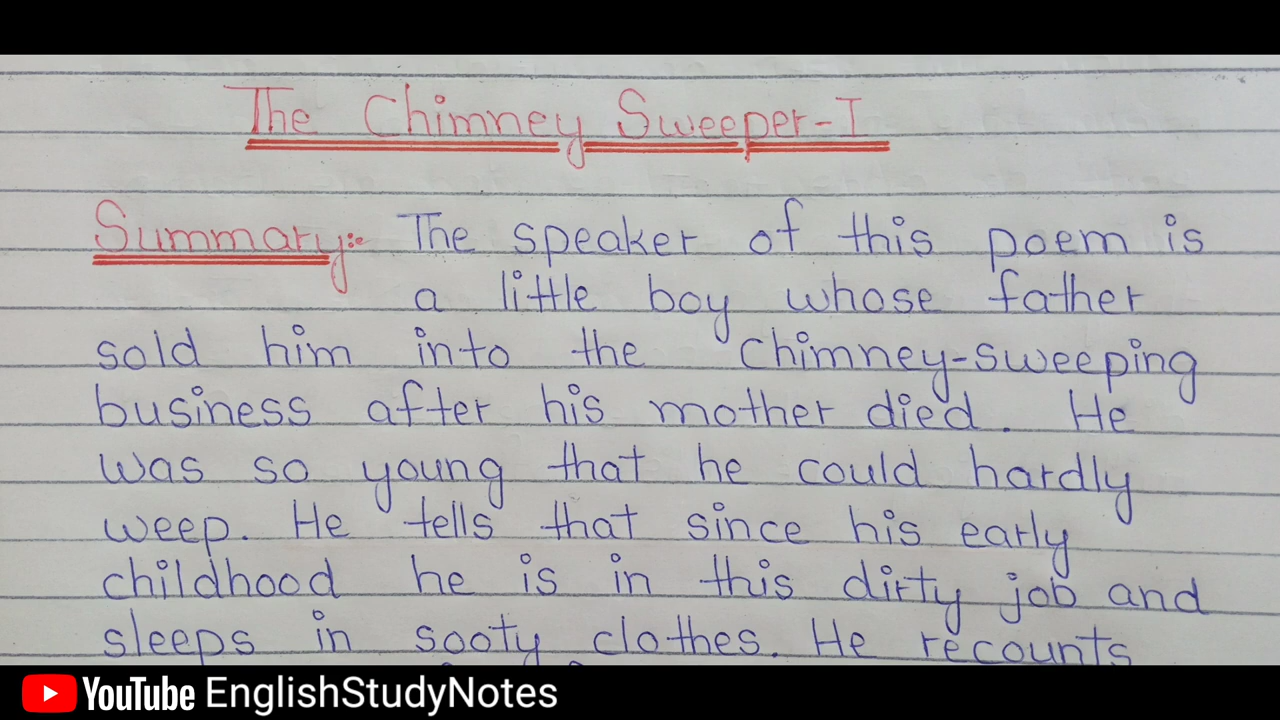 The Chimney Sweeper-I
Summary:- The speaker of this poem is
a little boy whose father
sold him into the chimney-sweeping
business after his mother died. He
was so young that he could hardly
weep. He tells that since his early
childhood he is in this dirty job and
sleeps in sooty clothes. He recounts
YouTube EnglishStudyNotes